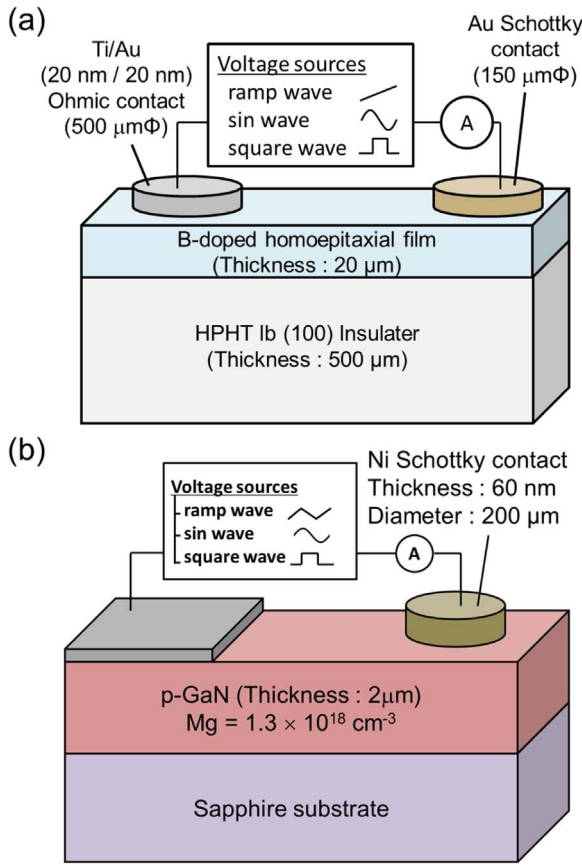 (a)
Ti/Au
(20 nm / 20 nm)
Ohmic contact
(500 μmΦ)
Voltage sources
ramp wave
sin wave
square wave
A
Au Schottky
contact
(150 μmΦ)
B-doped homoepitaxial film
(Thickness : 20 μm)
HPHT Ib (100) Insulater
(Thickness : 500 μm)
(b)
Voltage sources
ramp wave
sin wave
square wave
A
Ni Schottky contact
Thickness : 60 nm
Diameter : 200 μm
p-GaN (Thickness : 2μm)
Mg = 1.3 × 10¹⁸ cm⁻³
Sapphire substrate